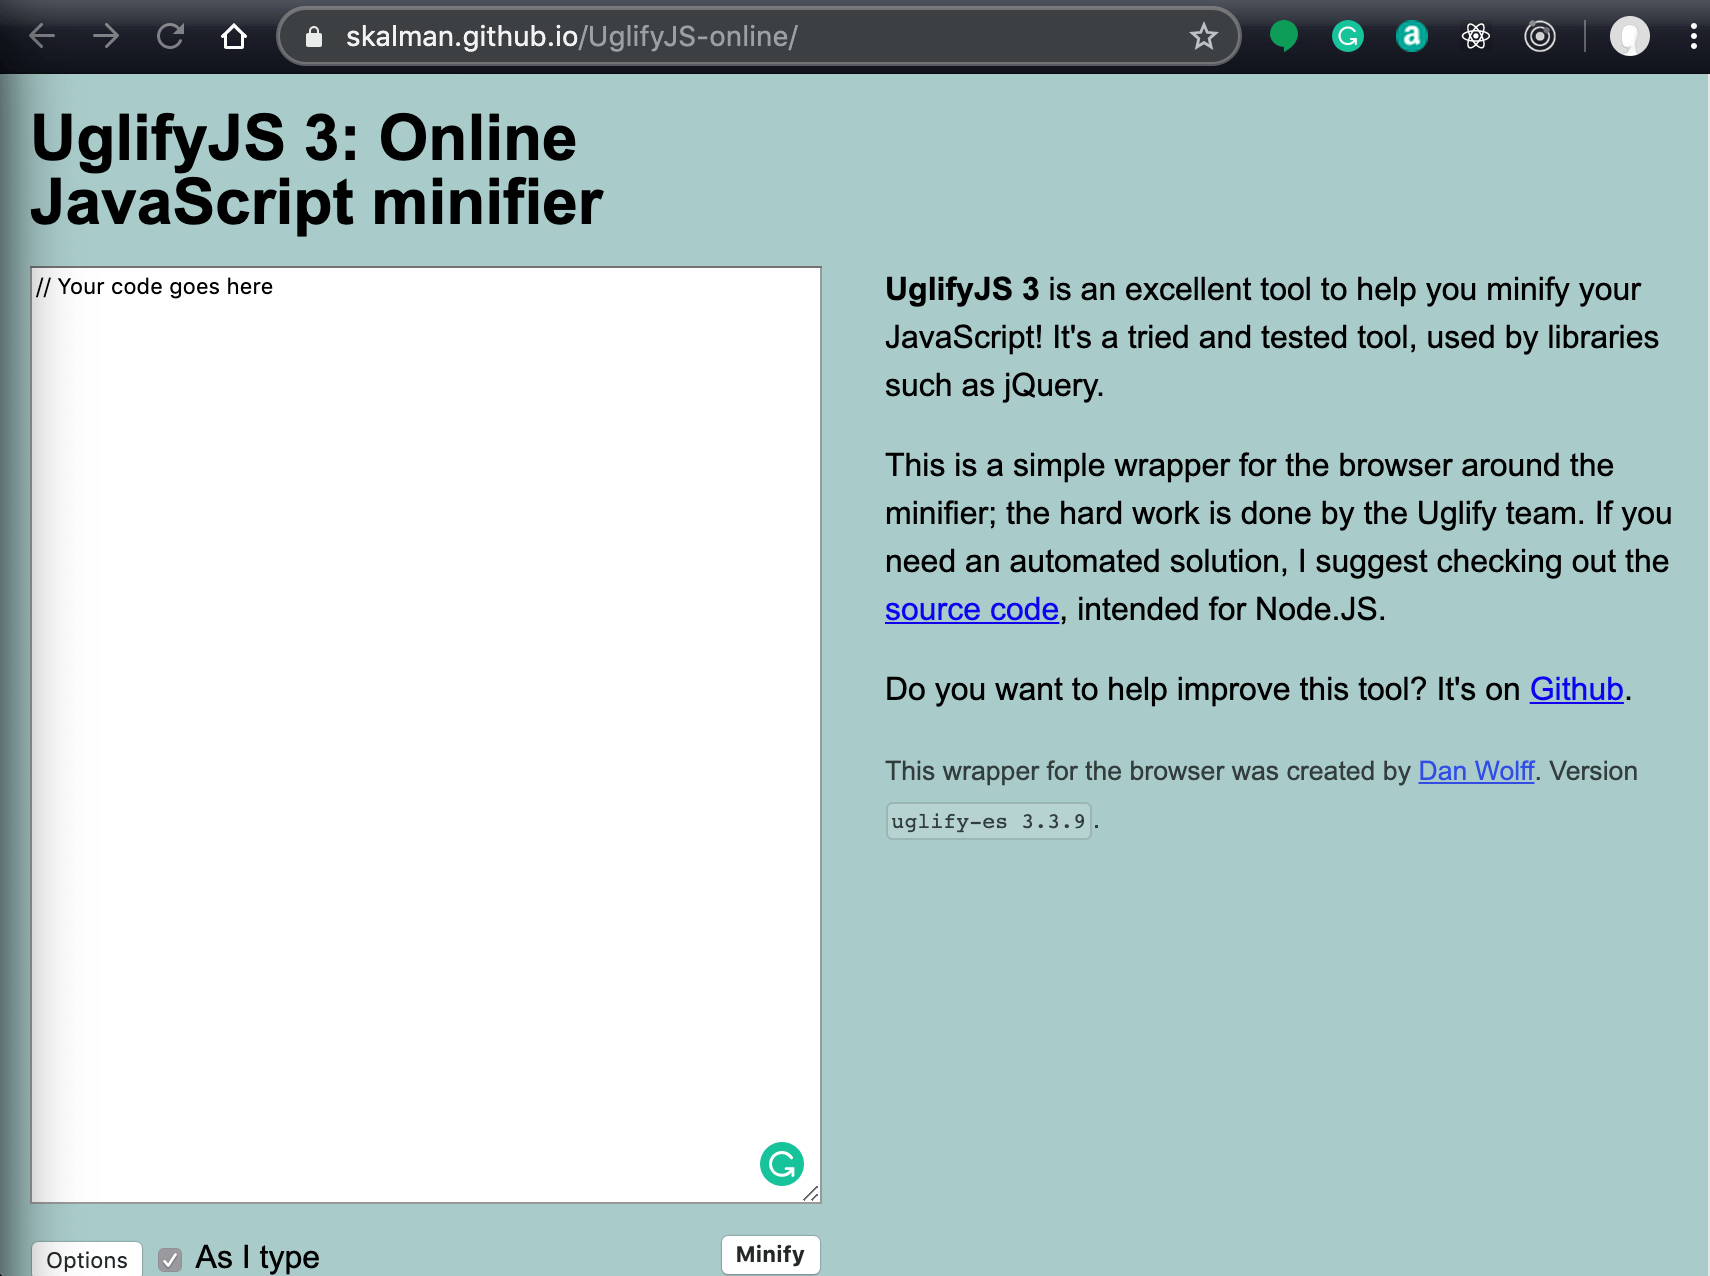 skalman.github.io/UglifyJS-online/
UglifyJS 3: Online
JavaScript minifier
// Your code goes here
UglifyJS 3 is an excellent tool to help you minify your
JavaScript! It's a tried and tested tool, used by libraries
such as jQuery.
This is a simple wrapper for the browser around the
minifier; the hard work is done by the Uglify team. If you
need an automated solution, I suggest checking out the
source code, intended for Node.JS.
Do you want to help improve this tool? It's on Github.
This wrapper for the browser was created by Dan Wolff. Version
uglify-es 3.3.9.
Options As I type Minify